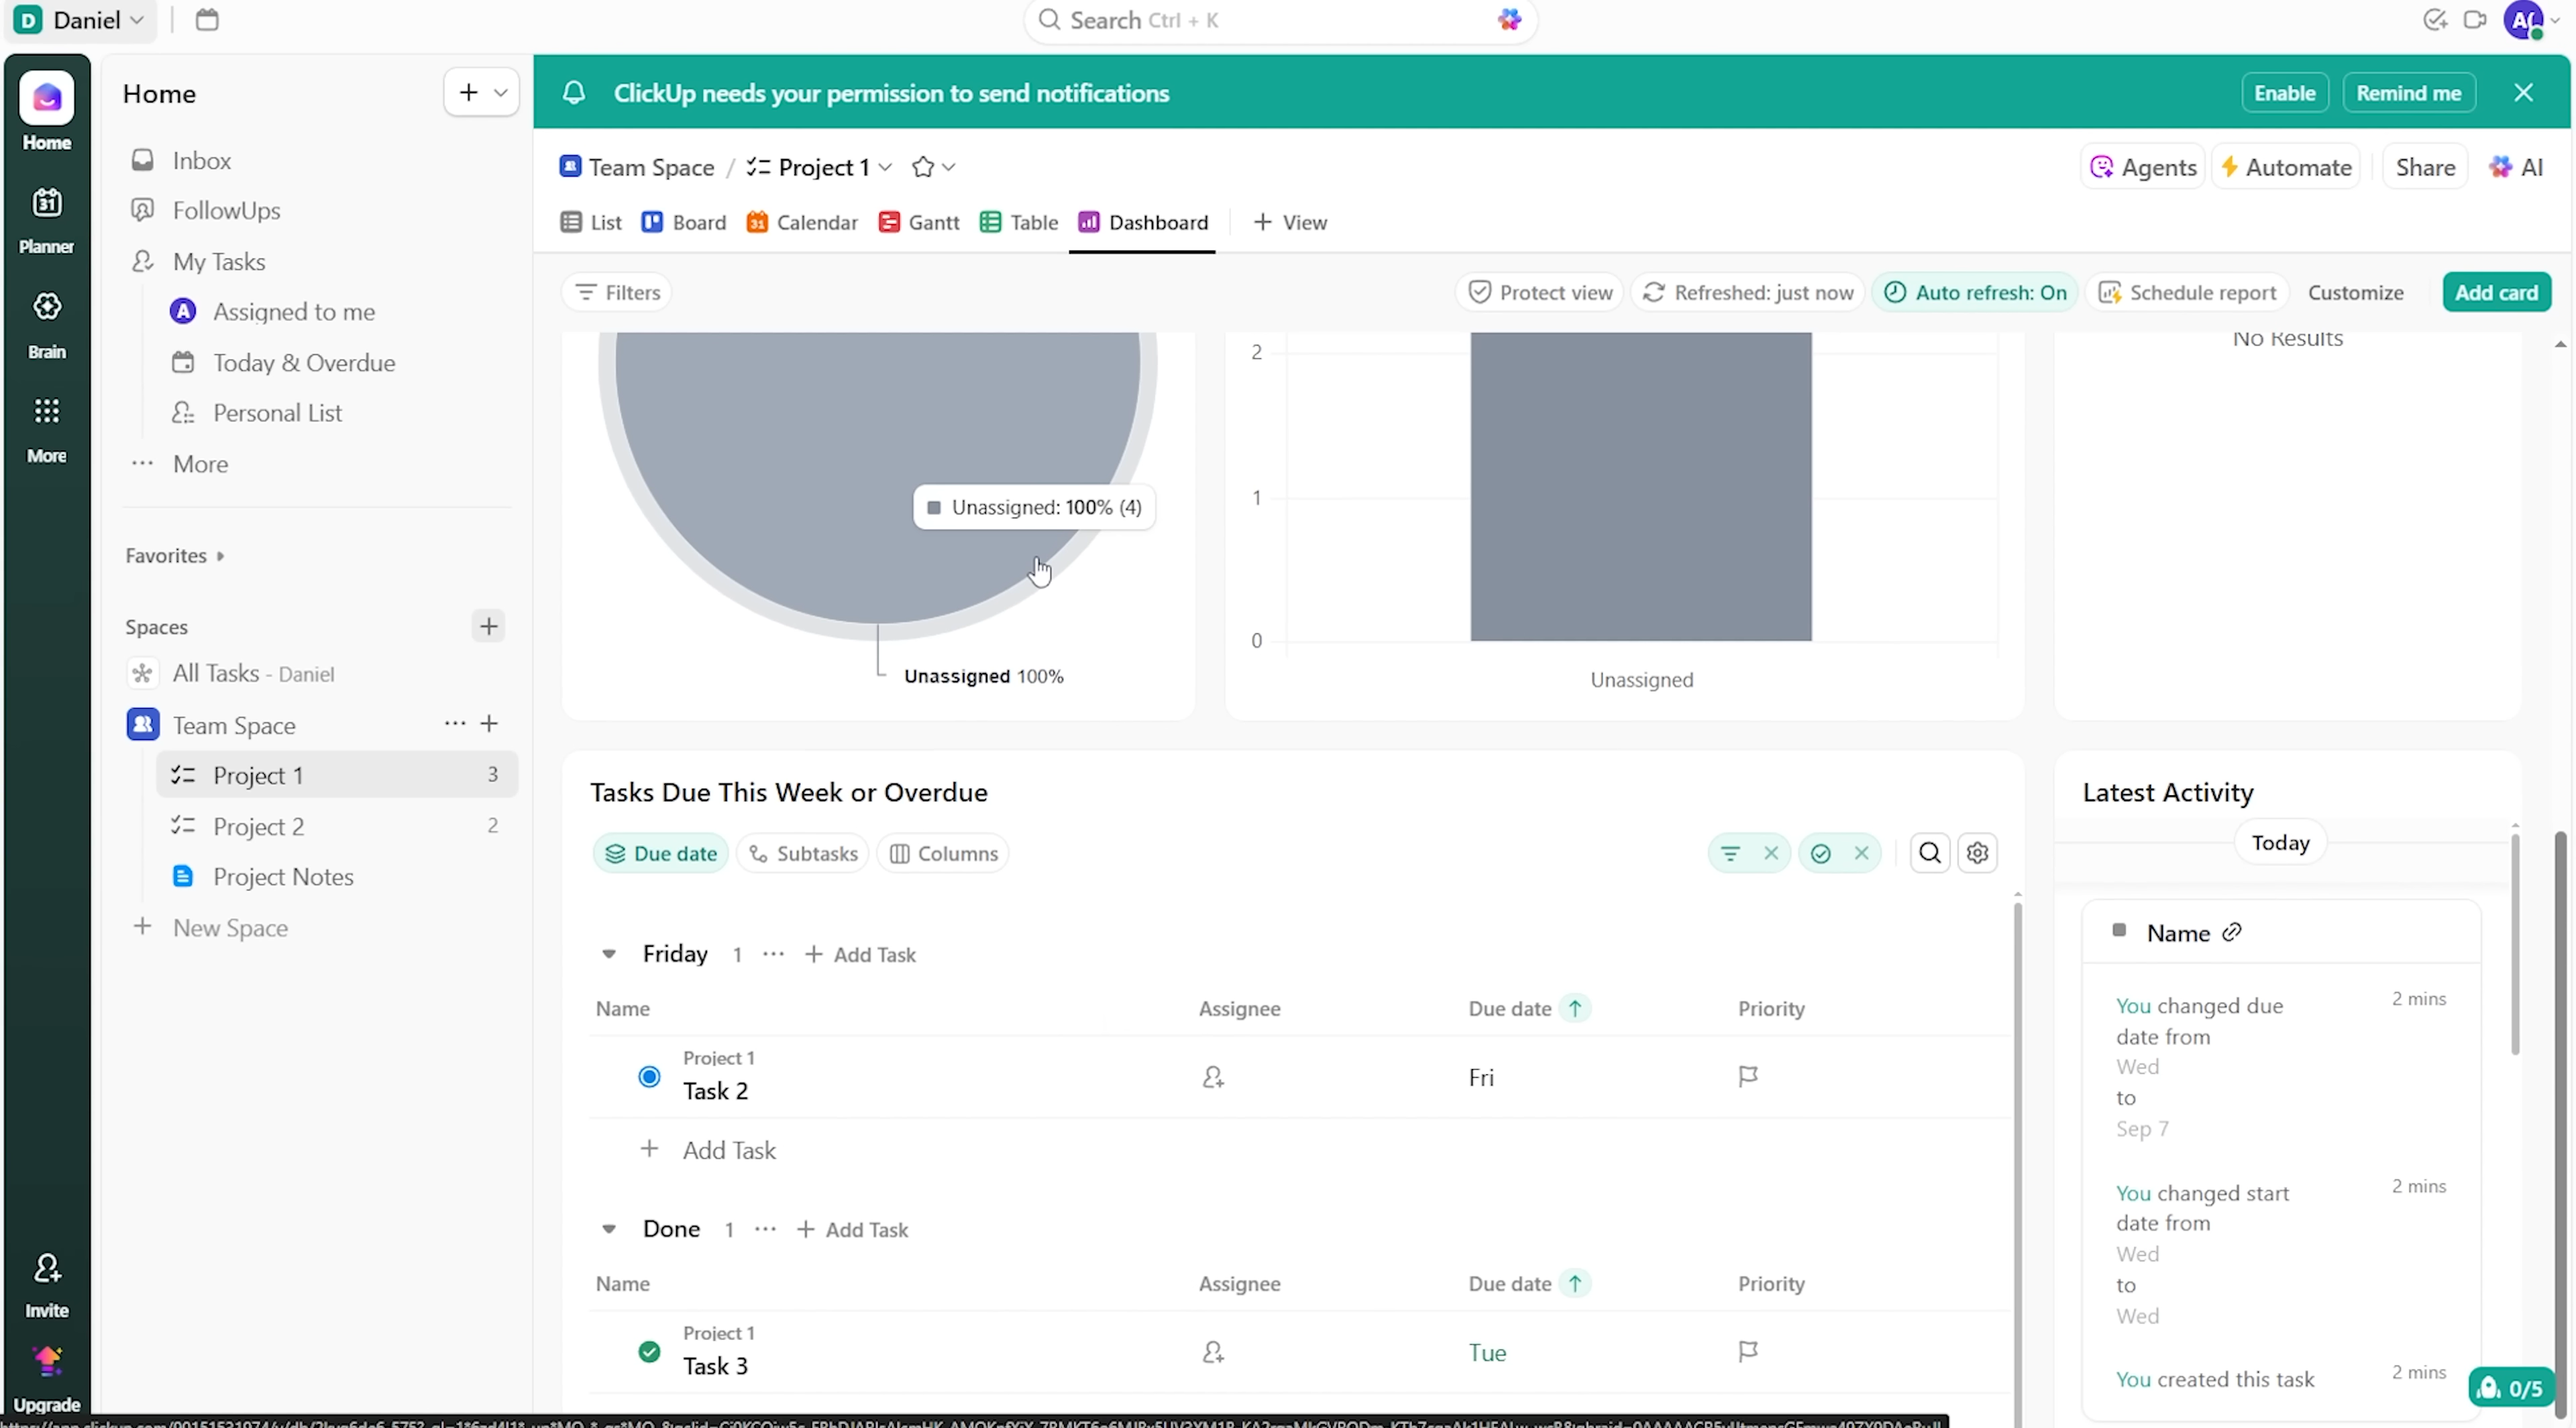 D Daniel
Search Ctrl + K
A(
Home
Planner
Brain
More
Invite
Upgrade
Home
Inbox
FollowUps
My Tasks
A Assigned to me
Today & Overdue
Personal List
More
Favorites
Spaces
All Tasks - Daniel
Team Space
Project 1 3
Project 2 2
Project Notes
New Space
ClickUp needs your permission to send notifications
Enable Remind me
Team Space / Project 1
Agents Automate Share AI
List Board Calendar Gantt Table Dashboard + View
Filters
Protect view Refreshed: just now Auto refresh: On Schedule report Customize Add card
Unassigned: 100% (4)
Unassigned 100%
2
1
0
Unassigned
No Results
Tasks Due This Week or Overdue
Due date Subtasks Columns
Friday 1 ... + Add Task
Name Assignee Due date Priority
Project 1
Task 2 Fri
+ Add Task
Done 1 ... + Add Task
Name Assignee Due date Priority
Project 1
Task 3 Tue
Latest Activity
Today
Name
You changed due 2 mins
date from
Wed
to
Sep 7
You changed start 2 mins
date from
Wed
to
Wed
You created this task 2 mins
0/5